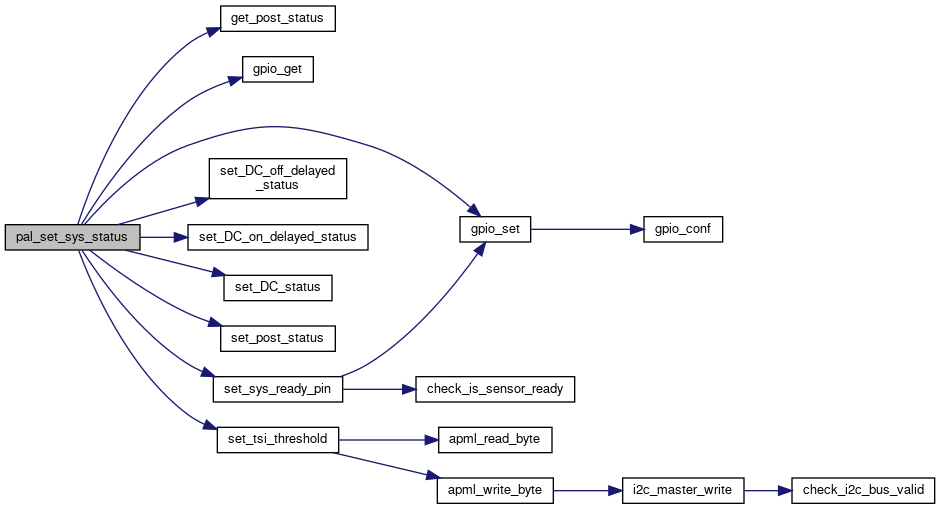 get_post_status
gpio_get
set_DC_off_delayed
_status
gpio_set
gpio_conf
pal_set_sys_status
set_DC_on_delayed_status
set_DC_status
set_post_status
set_sys_ready_pin
check_is_sensor_ready
set_tsi_threshold
apml_read_byte
apml_write_byte
i2c_master_write
check_i2c_bus_valid